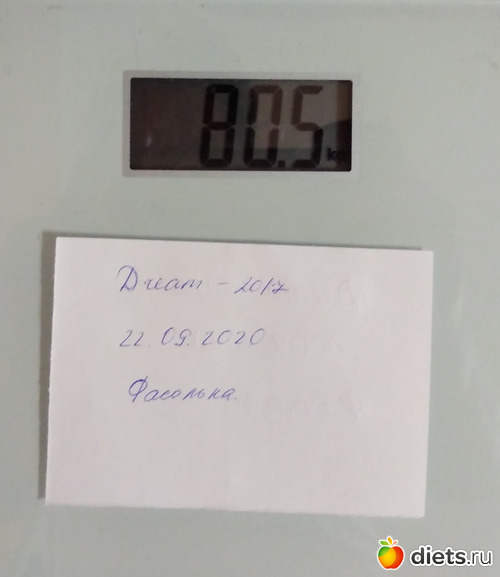 80.5
kg
Dream - 2017
22.09.2020
Фасолька
diets.ru